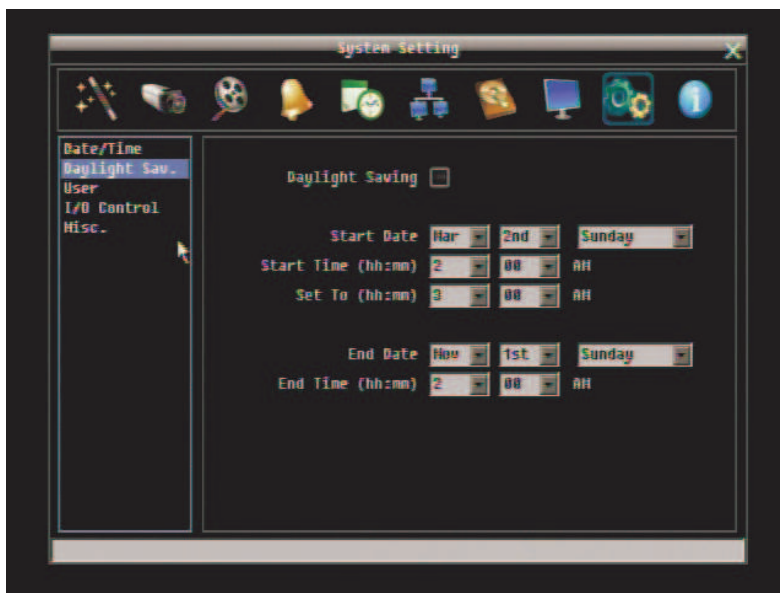 System Setting
Date/Time
Daylight Sav.
User
I/O Control
Misc.
Daylight Saving
Start Date Mar 2nd Sunday
Start Time (hh:mm) 2 00 AM
Set To (hh:mm) 3 00 AM
End Date Nov 1st Sunday
End Time (hh:mm) 2 00 AM